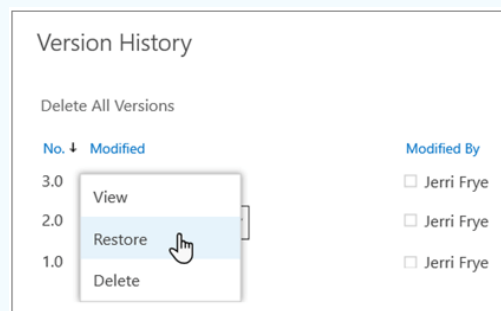 Version History
Delete All Versions
No. ↓ Modified Modified By
3.0 Jerri Frye
View
2.0 Jerri Frye
Restore
1.0 Jerri Frye
Delete